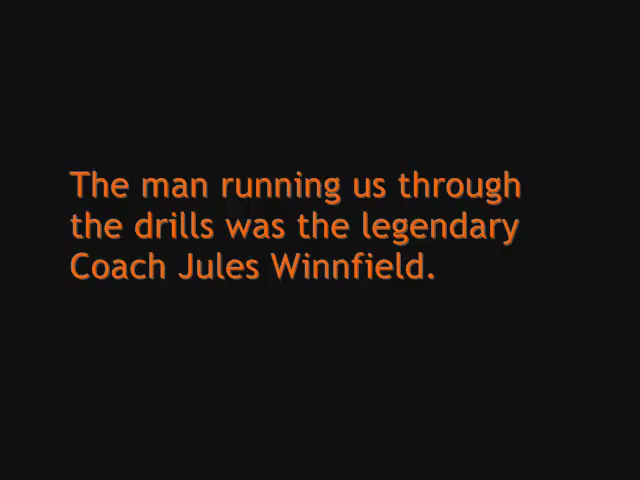 The man running us through
the drills was the legendary
Coach Jules Winnfield.